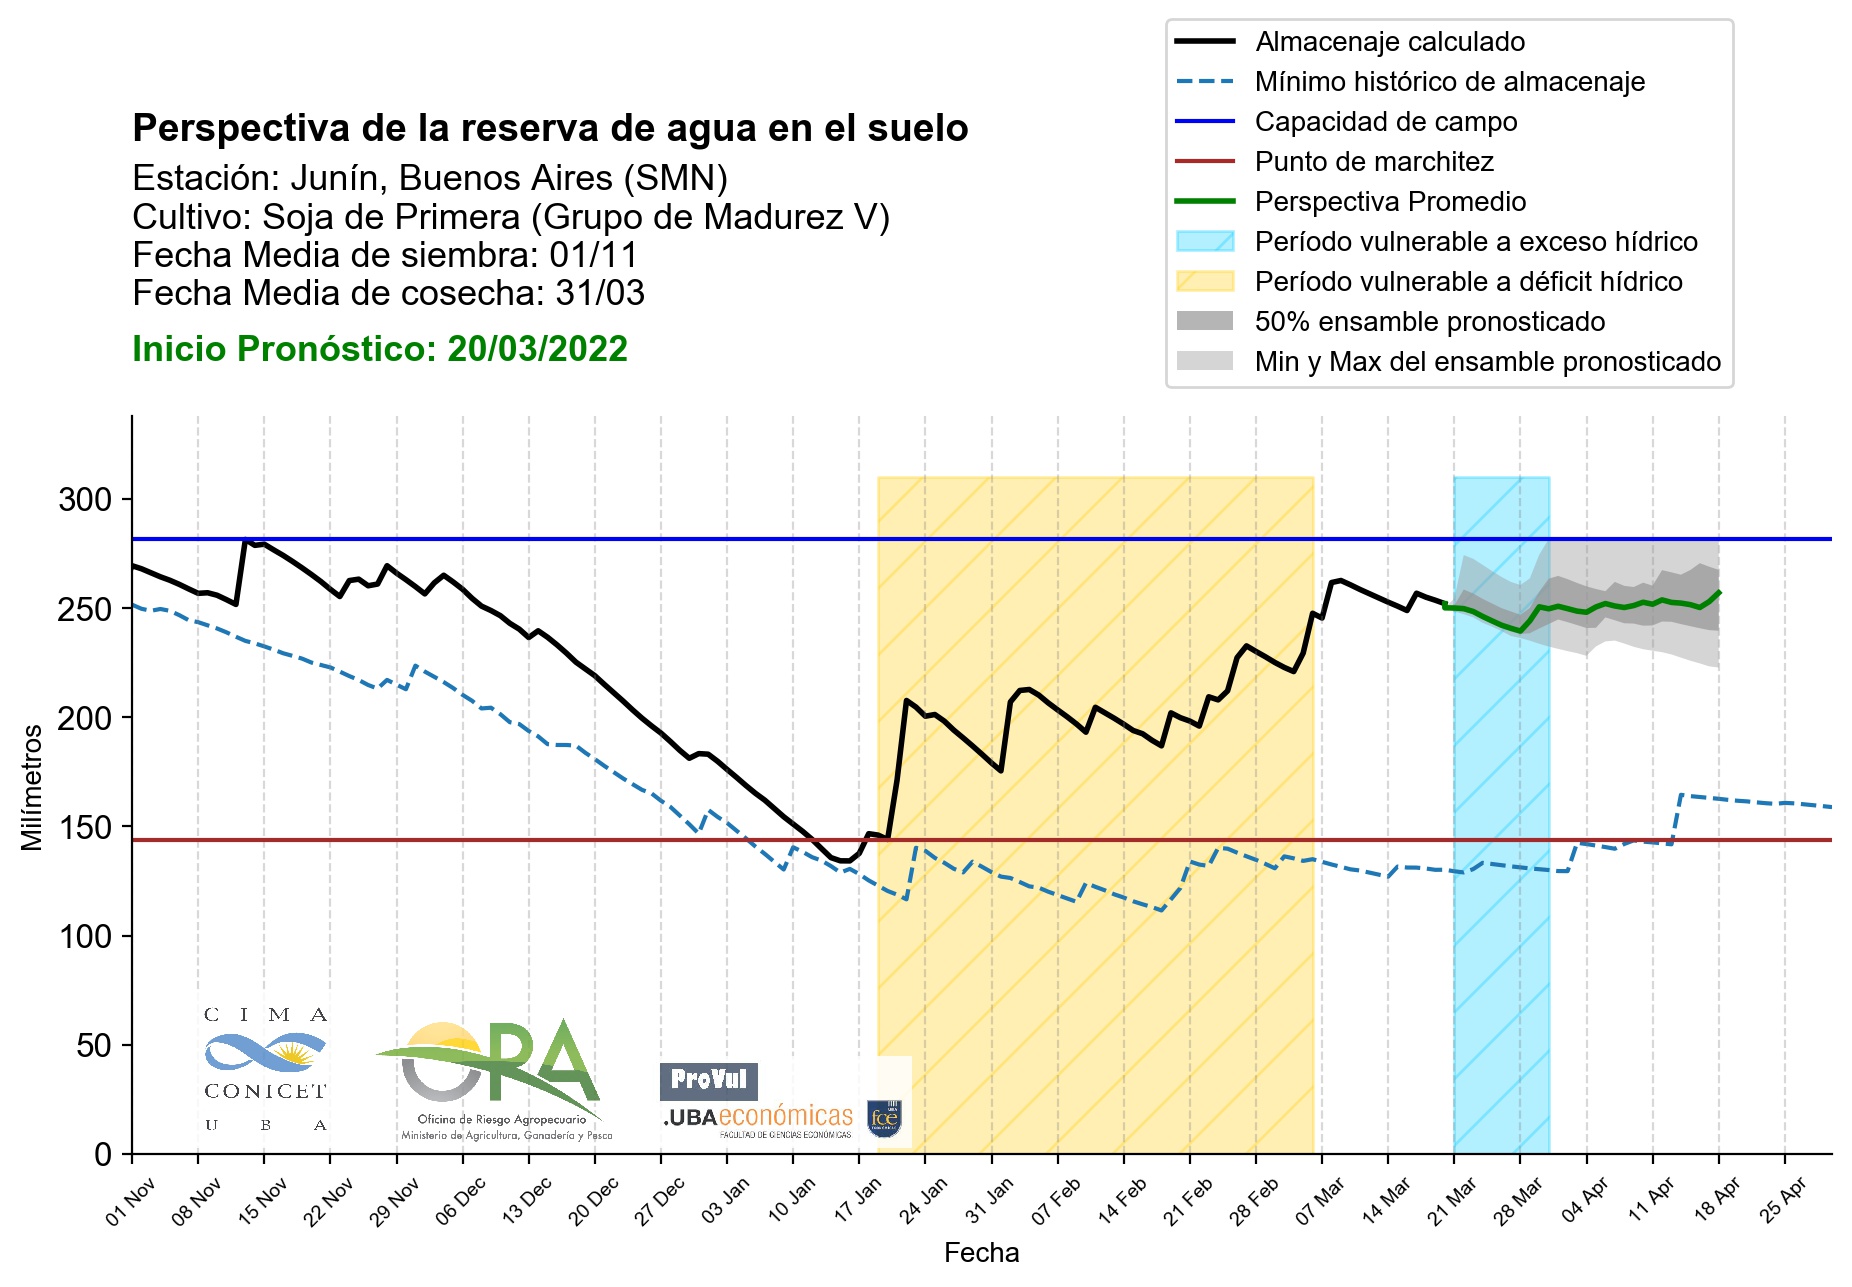 Almacenaje calculado
Mínimo histórico de almacenaje
Capacidad de campo
Punto de marchitez
Perspectiva Promedio
Período vulnerable a exceso hídrico
Período vulnerable a déficit hídrico
50% ensamble pronosticado
Min y Max del ensamble pronosticado
Perspectiva de la reserva de agua en el suelo
Estación: Junín, Buenos Aires (SMN)
Cultivo: Soja de Primera (Grupo de Madurez V)
Fecha Media de siembra: 01/11
Fecha Media de cosecha: 31/03
Inicio Pronóstico: 20/03/2022
Milímetros
300
250
200
150
100
50
0
CIMA
CONICET
UBA
ORA
Oficina de Riesgo Agropecuario
Ministerio de Agricultura, Ganadería y Pesca
ProVul
.UBAeconómicas
FACULTAD DE CIENCIAS ECONÓMICAS
UBA
fce
01 Nov
08 Nov
15 Nov
22 Nov
29 Nov
06 Dec
13 Dec
20 Dec
27 Dec
03 Jan
10 Jan
17 Jan
24 Jan
31 Jan
07 Feb
14 Feb
21 Feb
28 Feb
07 Mar
14 Mar
21 Mar
28 Mar
04 Apr
11 Apr
18 Apr
25 Apr
Fecha